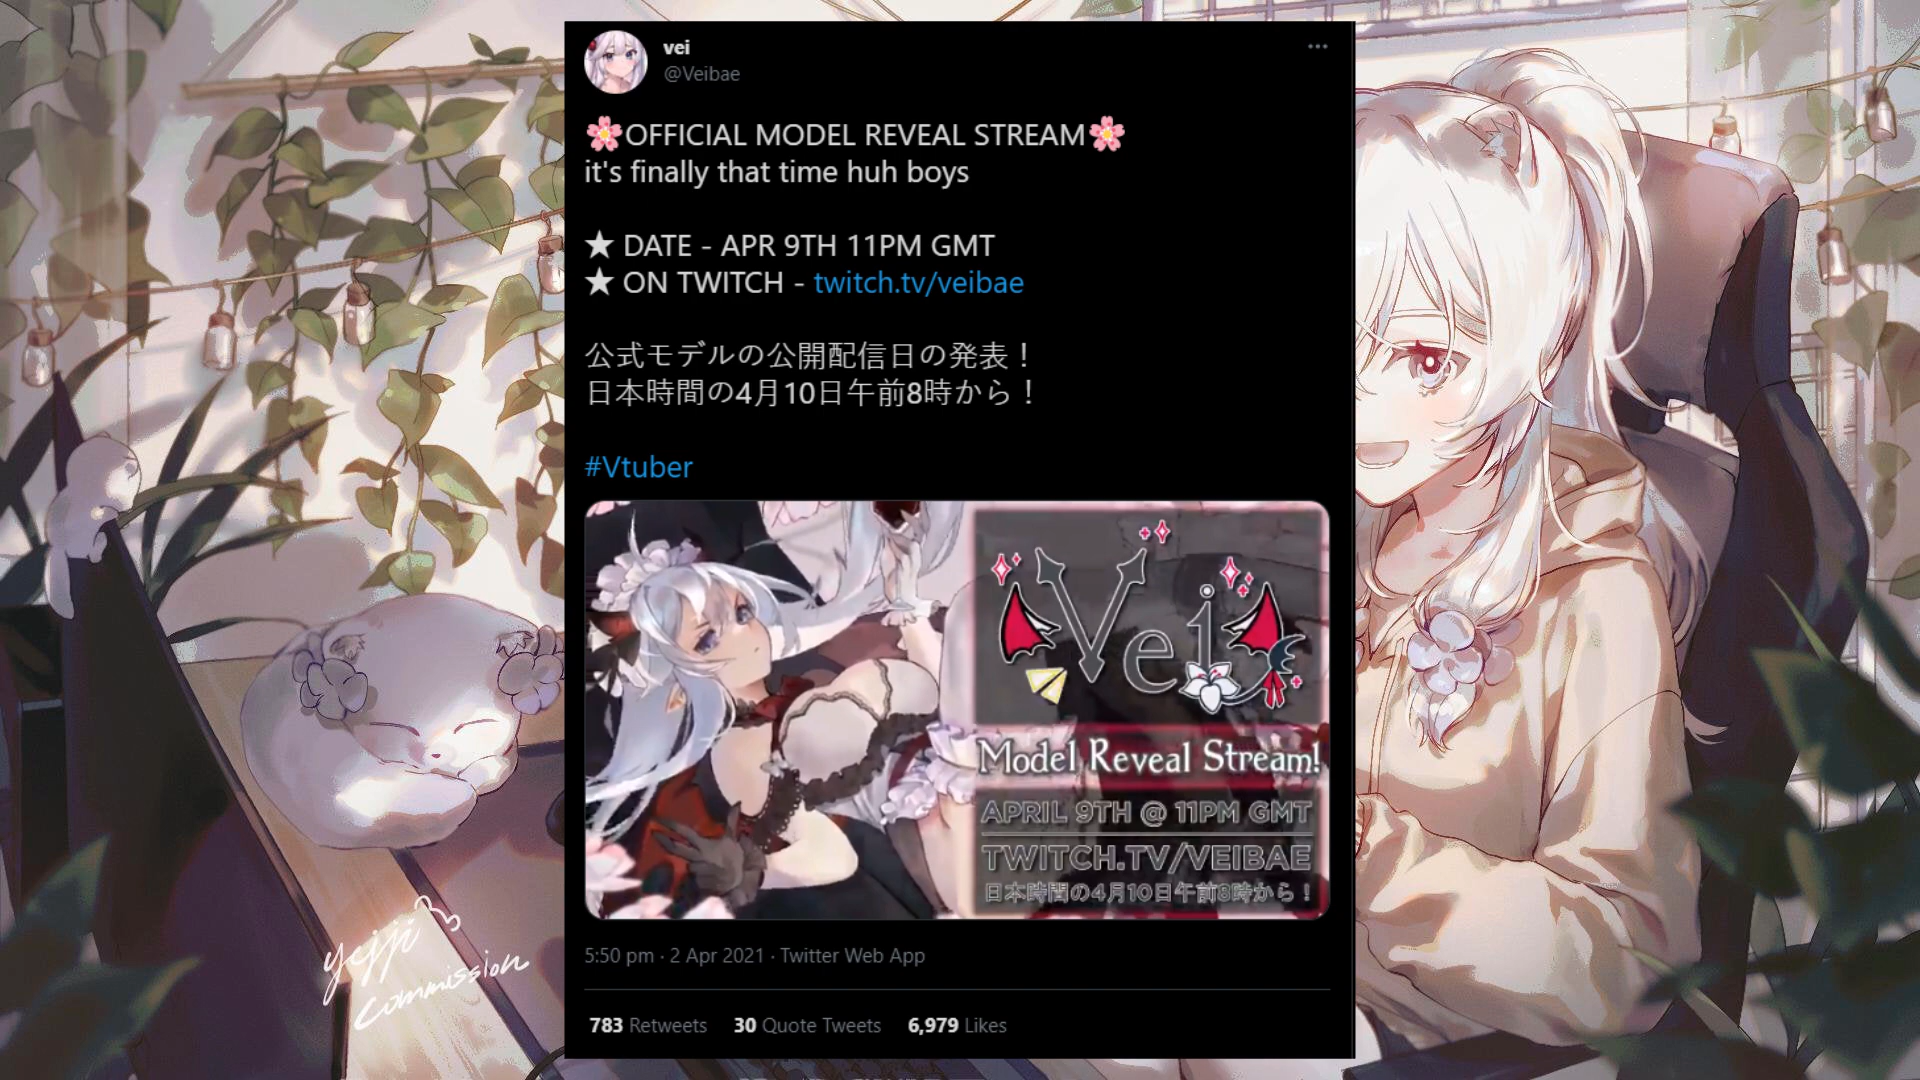 vei
@Veibae
🌸OFFICIAL MODEL REVEAL STREAM🌸
it's finally that time huh boys
★ DATE - APR 9TH 11PM GMT
★ ON TWITCH - twitch.tv/veibae
公式モデルの公開配信日の発表！
日本時間の4月10日午前8時から！
#Vtuber
Vei
Model Reveal Stream!
APRIL 9TH @ 11PM GMT
TWITCH.TV/VEIBAE
日本時間の4月10日午前8時から！
5:50 pm · 2 Apr 2021 · Twitter Web App
783 Retweets 30 Quote Tweets 6,979 Likes
yejji
commission